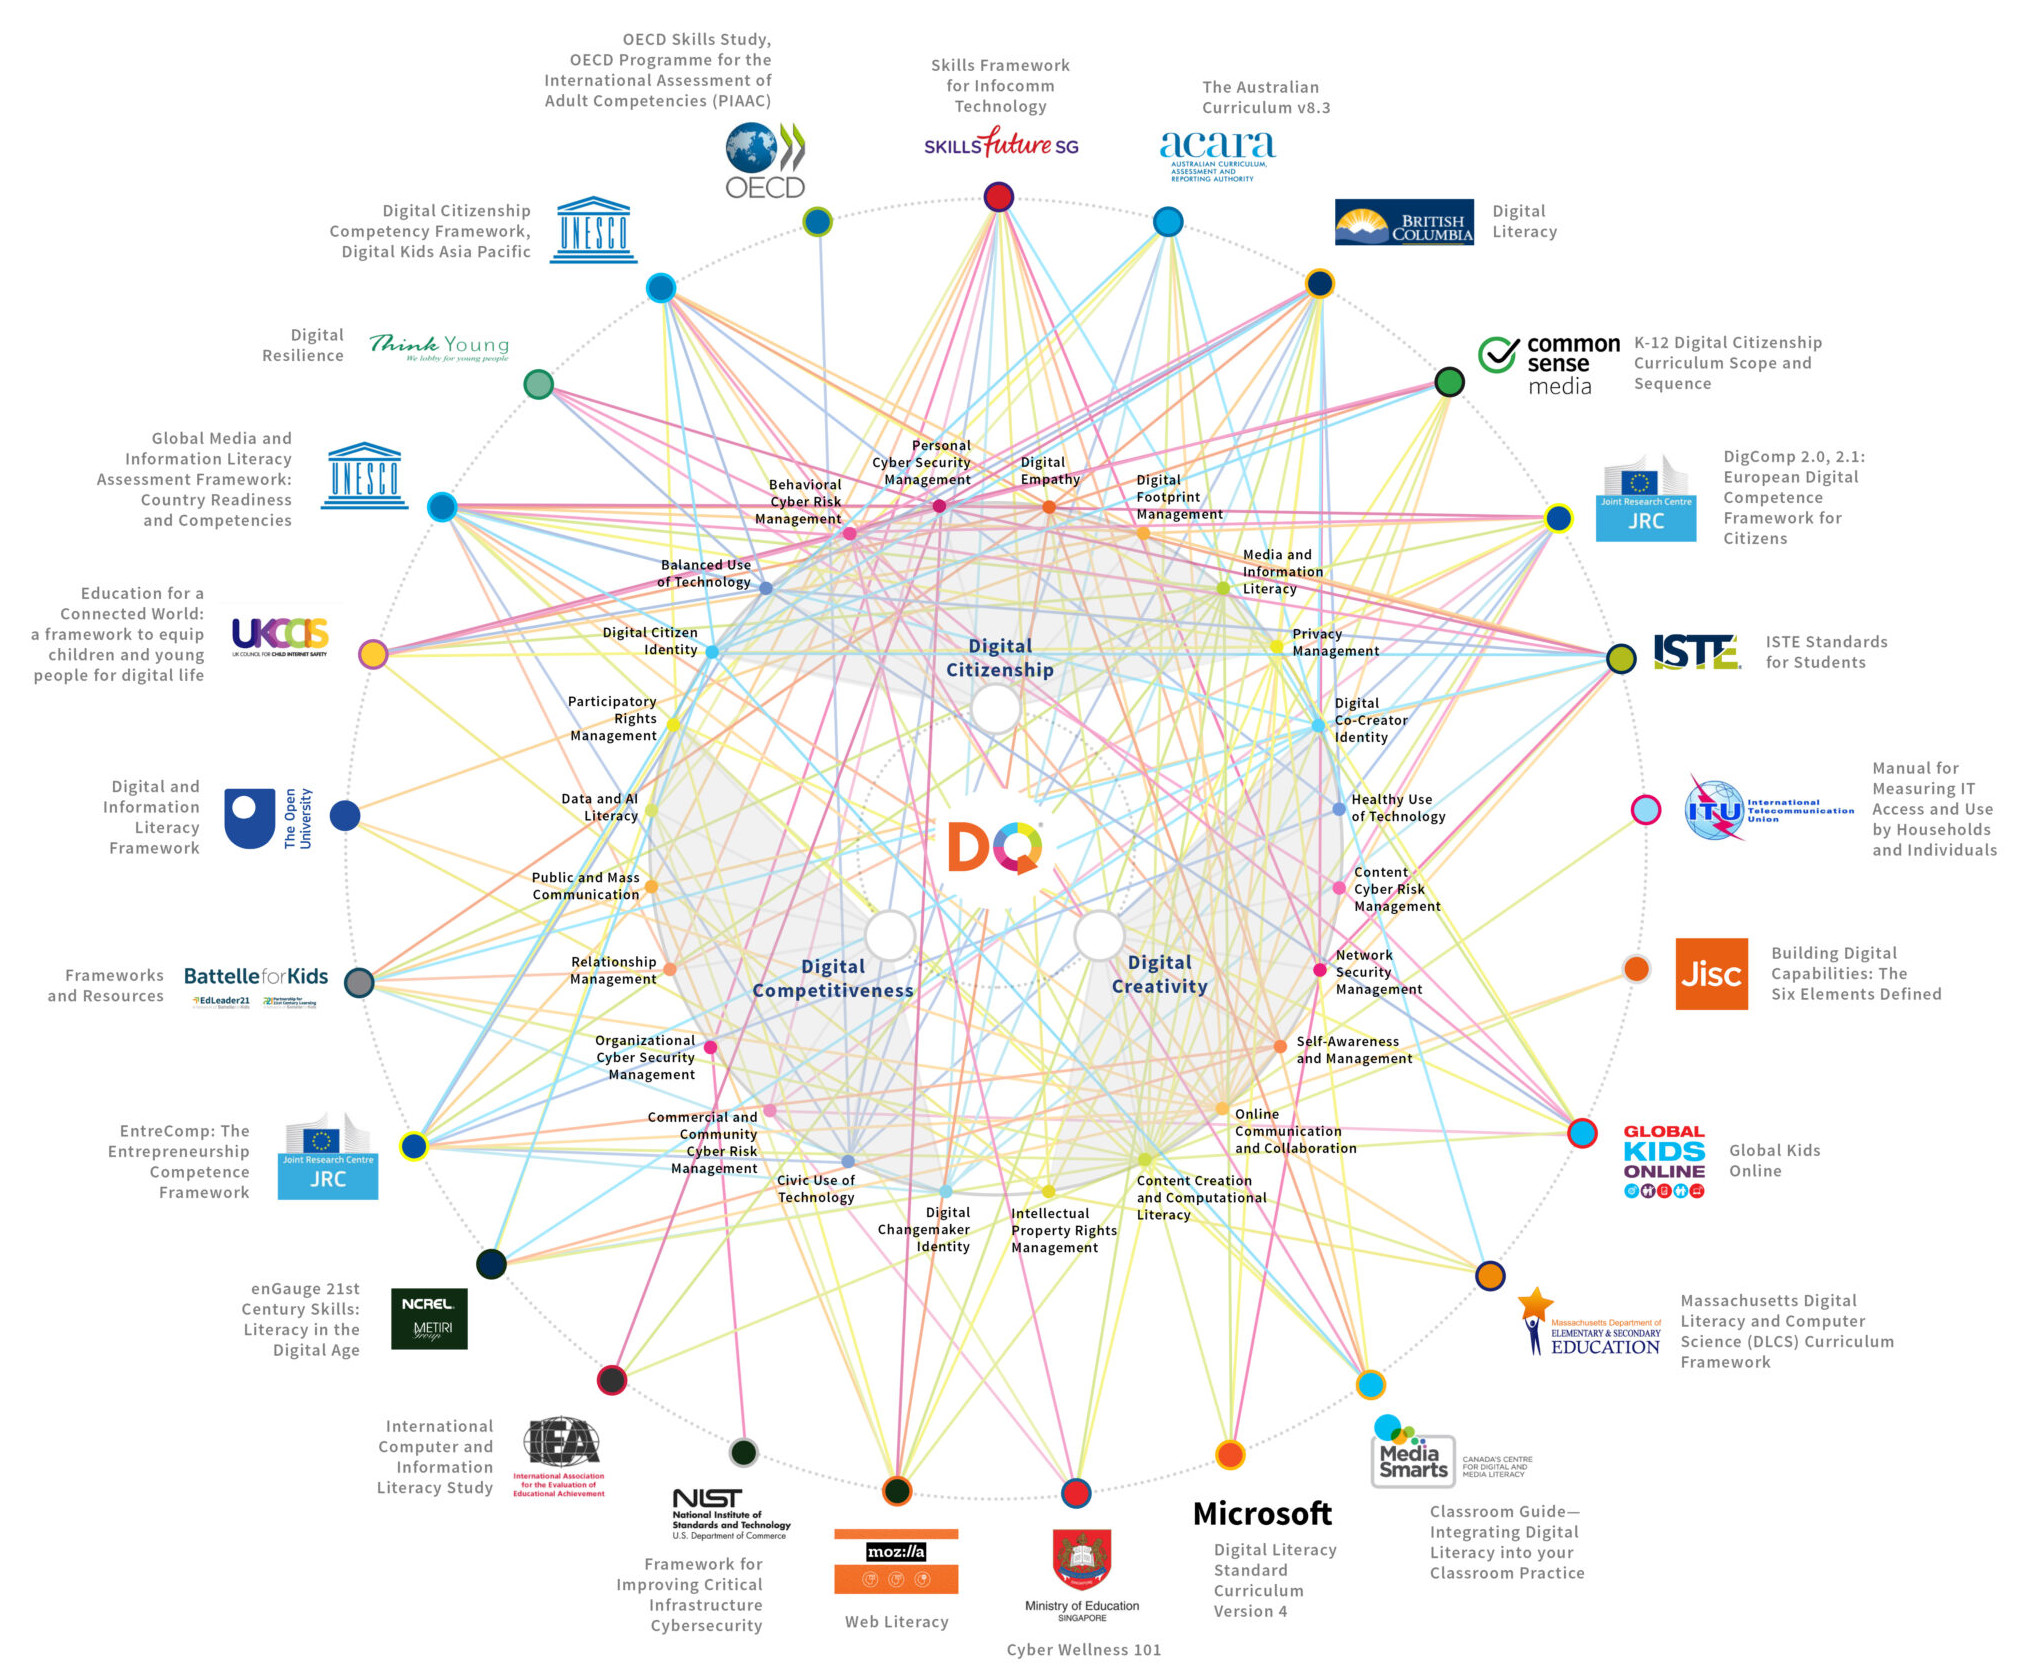 OECD Skills Study,
OECD Programme for the
International Assessment of
Adult Competencies (PIAAC)
OECD
Skills Framework
for Infocomm
Technology
SKILLS future SG
The Australian
Curriculum v8.3
acara
AUSTRALIAN CURRICULUM,
ASSESSMENT AND
REPORTING AUTHORITY
BRITISH
COLUMBIA
Digital
Literacy
common
sense
media
K-12 Digital Citizenship
Curriculum Scope and
Sequence
Joint Research Centre
JRC
DigComp 2.0, 2.1:
European Digital
Competence
Framework for
Citizens
ISTE
ISTE Standards
for Students
ITU
International
Telecommunication
Union
Manual for
Measuring IT
Access and Use
by Households
and Individuals
Jisc
Building Digital
Capabilities: The
Six Elements Defined
GLOBAL
KIDS
ONLINE
Global Kids
Online
Massachusetts Department of
ELEMENTARY & SECONDARY
EDUCATION
Massachusetts Digital
Literacy and Computer
Science (DLCS) Curriculum
Framework
Media
Smarts
CANADA'S CENTRE
FOR DIGITAL AND
MEDIA LITERACY
Classroom Guide—
Integrating Digital
Literacy into your
Classroom Practice
Microsoft
Digital Literacy
Standard
Curriculum
Version 4
Ministry of Education
SINGAPORE
Cyber Wellness 101
moz://a
Web Literacy
NIST
National Institute of
Standards and Technology
U.S. Department of Commerce
Framework for
Improving Critical
Infrastructure
Cybersecurity
International
Computer and
Information
Literacy Study
IEA
International Association
for the Evaluation of
Educational Achievement
enGauge 21st
Century Skills:
Literacy in the
Digital Age
NCREL
METIRI
Group
EntreComp: The
Entrepreneurship
Competence
Framework
Joint Research Centre
JRC
Frameworks
and Resources
BattelleforKids
EdLeader21
Digital and
Information
Literacy
Framework
The Open
University
Education for a
Connected World:
a framework to equip
children and young
people for digital life
UKCCIS
UK COUNCIL FOR CHILD INTERNET SAFETY
Global Media and
Information Literacy
Assessment Framework:
Country Readiness
and Competencies
UNESCO
Digital
Resilience
Think Young
We lobby for young people
Digital Citizenship
Competency Framework,
Digital Kids Asia Pacific
UNESCO
Personal
Cyber Security
Management
Digital
Empathy
Digital
Footprint
Management
Media and
Information
Literacy
Privacy
Management
Digital
Co-Creator
Identity
Healthy Use
of Technology
Content
Cyber Risk
Management
Network
Security
Management
Self-Awareness
and Management
Online
Communication
and Collaboration
Content Creation
and Computational
Literacy
Intellectual
Property Rights
Management
Digital
Changemaker
Identity
Civic Use of
Technology
Commercial and
Community
Cyber Risk
Management
Organizational
Cyber Security
Management
Relationship
Management
Public and Mass
Communication
Data and AI
Literacy
Participatory
Rights
Management
Digital Citizen
Identity
Balanced Use
of Technology
Behavioral
Cyber Risk
Management
Digital
Citizenship
DQ
Digital
Competitiveness
Digital
Creativity